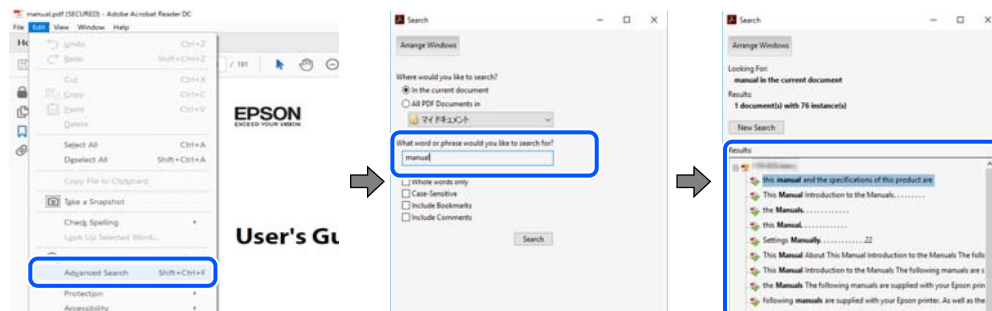 manual.pdf (SECURED) - Adobe Acrobat Reader DC
File Edit View Window Help
Undo Ctrl+Z
Redo Shift+Ctrl+Z
/ 181
Cut Ctrl+X
Copy Ctrl+C
Paste Ctrl+V
Delete
Select All Ctrl+A
Deselect All Shift+Ctrl+A
Copy File to Clipboard
Take a Snapshot
Check Spelling
Look Up Selected Word...
Advanced Search Shift+Ctrl+F
Protection
Accessibility
EPSON
EXCEED YOUR VISION
User's Gu
Search
Arrange Windows
Where would you like to search?
In the current document
All PDF Documents in
マイ ドキュメント
What word or phrase would you like to search for?
manual
Whole words only
Case-Sensitive
Include Bookmarks
Include Comments
Search
Search
Arrange Windows
Looking For:
manual in the current document
Results:
1 document(s) with 76 instance(s)
New Search
Results:
this manual and the specifications of this product are
This Manual Introduction to the Manuals. . . . . . . . .
the Manuals. . . . . . . . . . . . .
this Manual. . . . . . . . . . . . .
Settings Manually. . . . . . . . . . . . .22
This Manual About This Manual Introduction to the Manuals The follo
This Manual Introduction to the Manuals The following manuals are s
the Manuals The following manuals are supplied with your Epson prin
following manuals are supplied with your Epson printer. As well as the